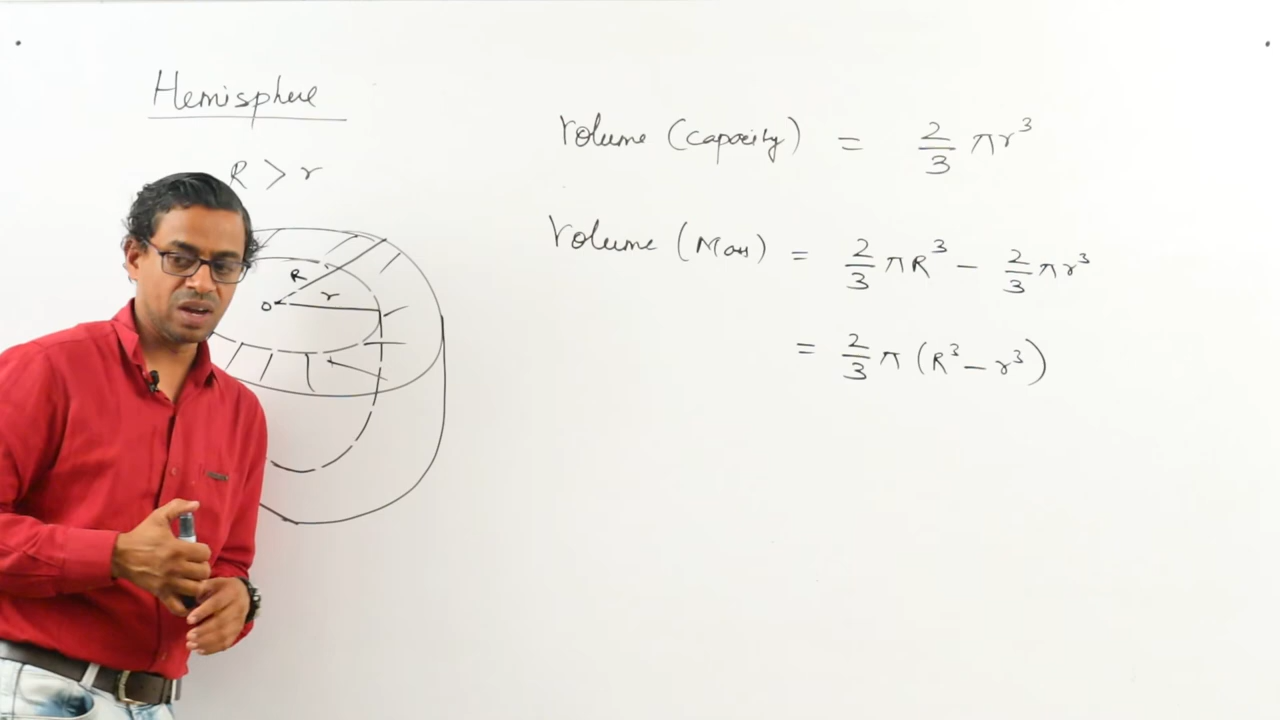 Hemisphere
R > r
R
r
O
Volume (capacity) = 2/3 πr³
Volume (Mass) = 2/3 πR³ − 2/3 πr³
= 2/3 π (R³ − r³)